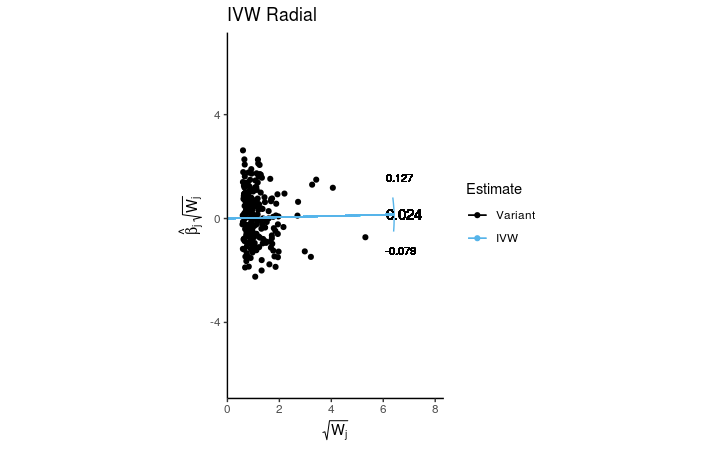 IVW Radial
β̂j√Wj
4
0
-4
0.127
0.024
-0.079
0
2
4
6
8
√Wj
Estimate
Variant
IVW